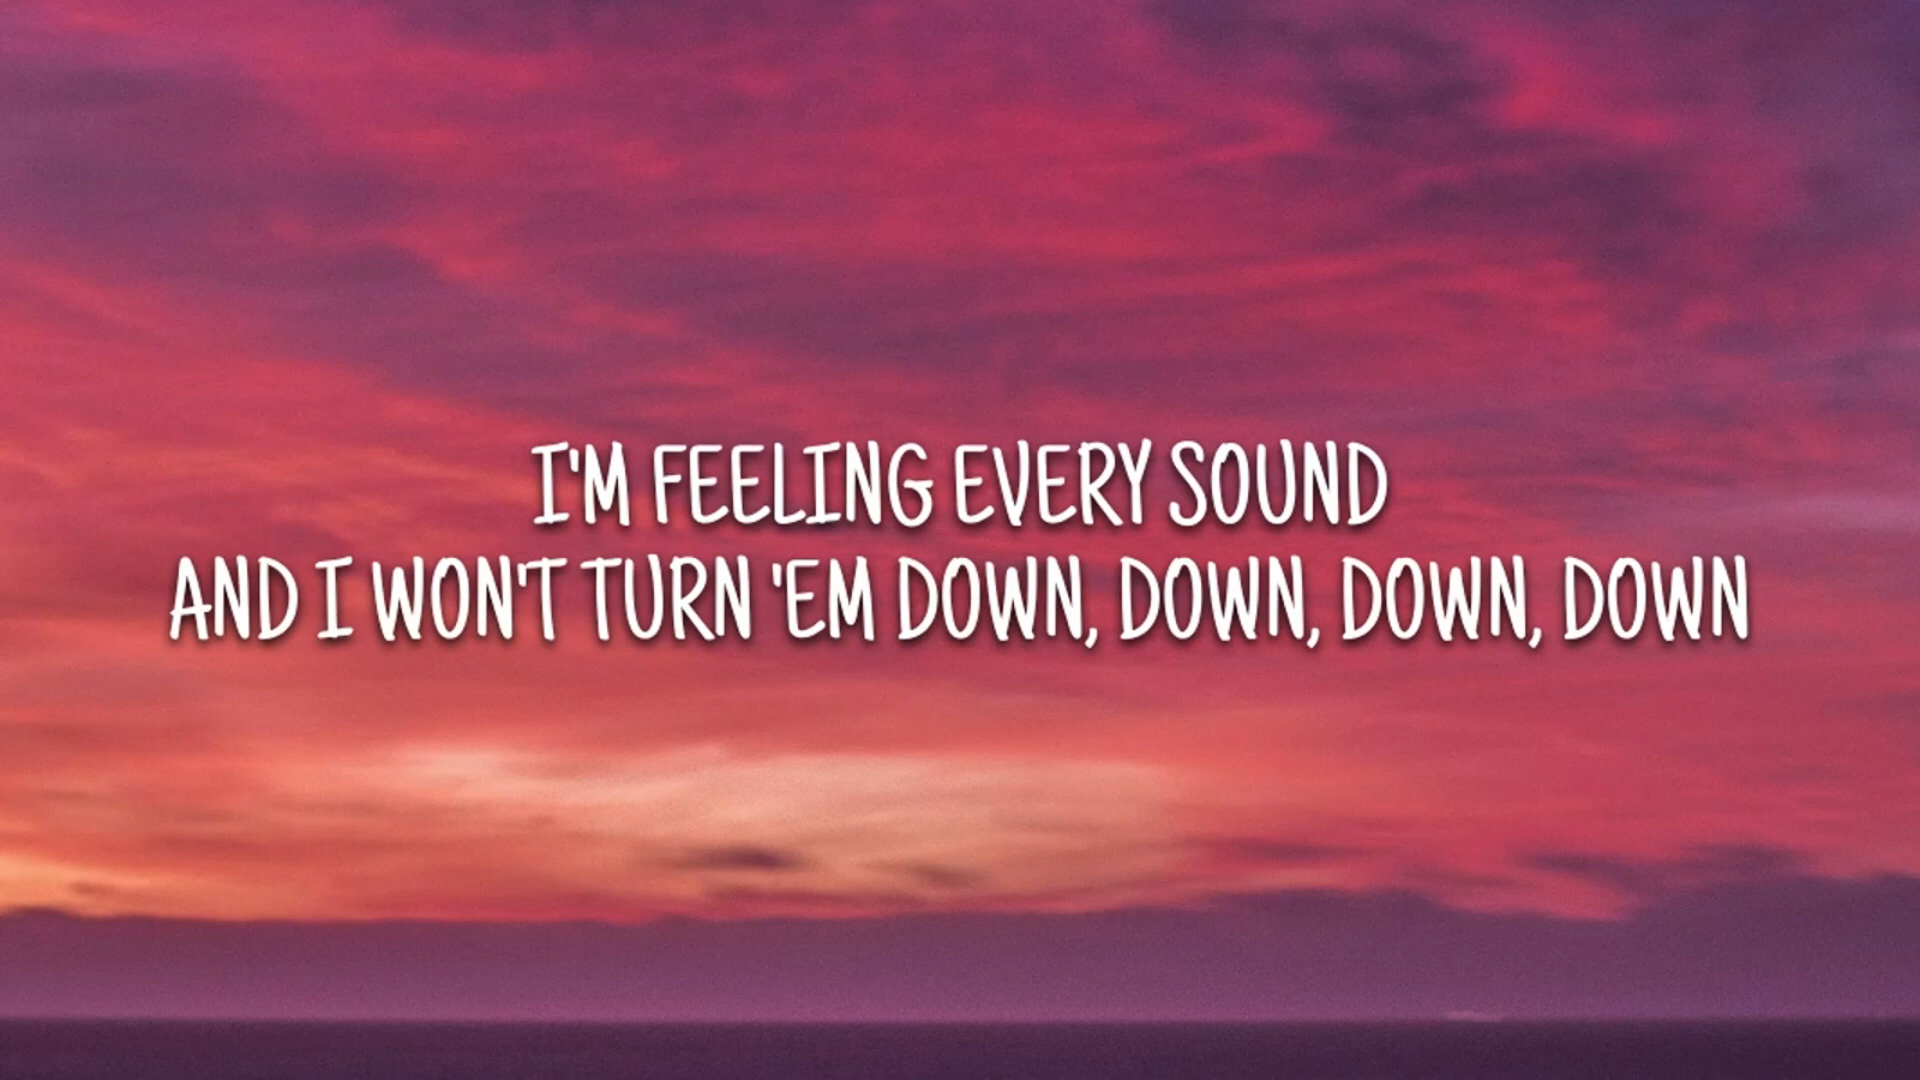 I'M FEELING EVERY SOUND
AND I WON'T TURN 'EM DOWN, DOWN, DOWN, DOWN